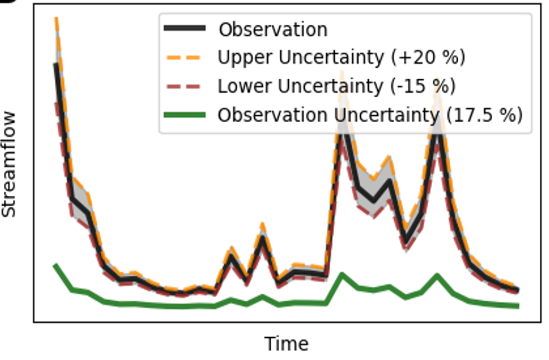 Observation
Upper Uncertainty (+20 %)
Lower Uncertainty (-15 %)
Observation Uncertainty (17.5 %)
Streamflow
Time